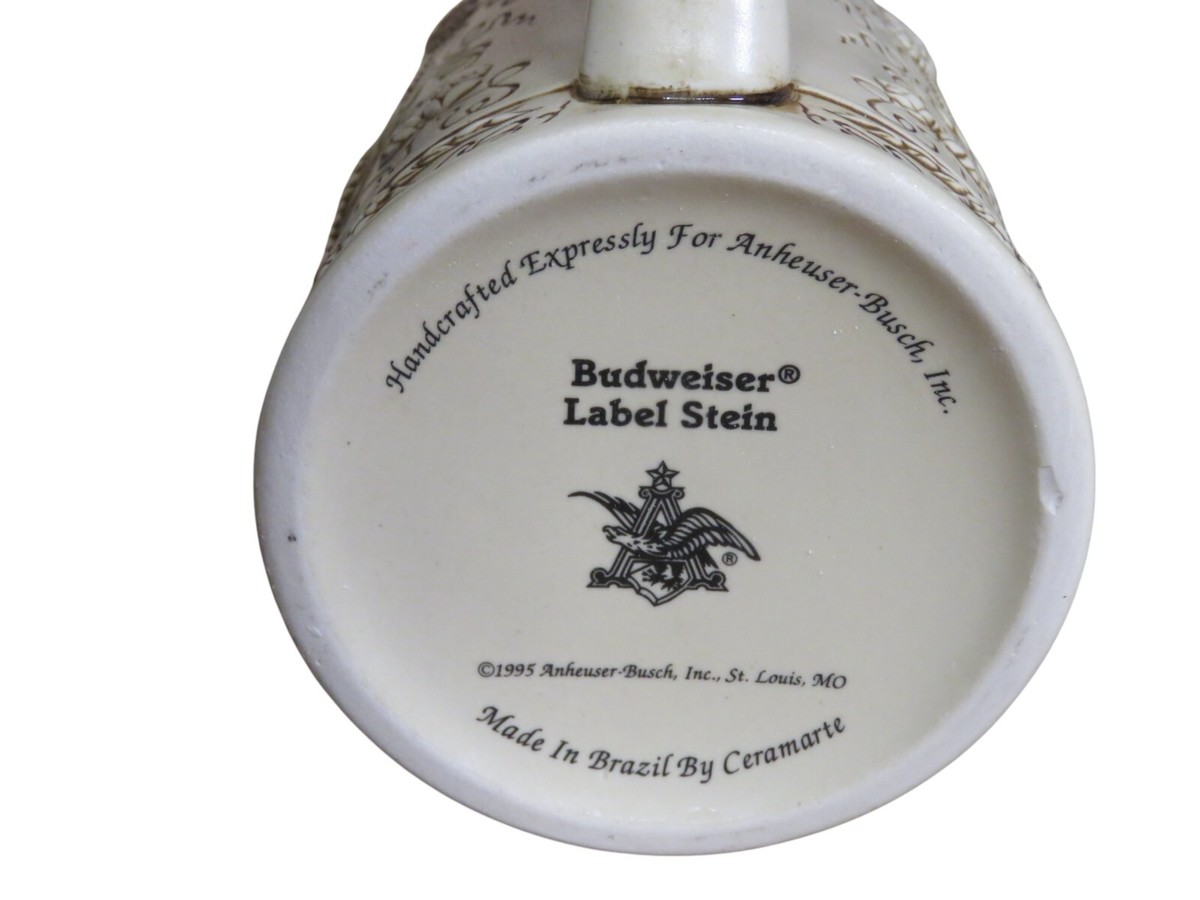 Handcrafted Expressly For Anheuser-Busch, Inc.
Budweiser®
Label Stein
®
©1995 Anheuser-Busch, Inc., St. Louis, MO
Made In Brazil By Ceramarte